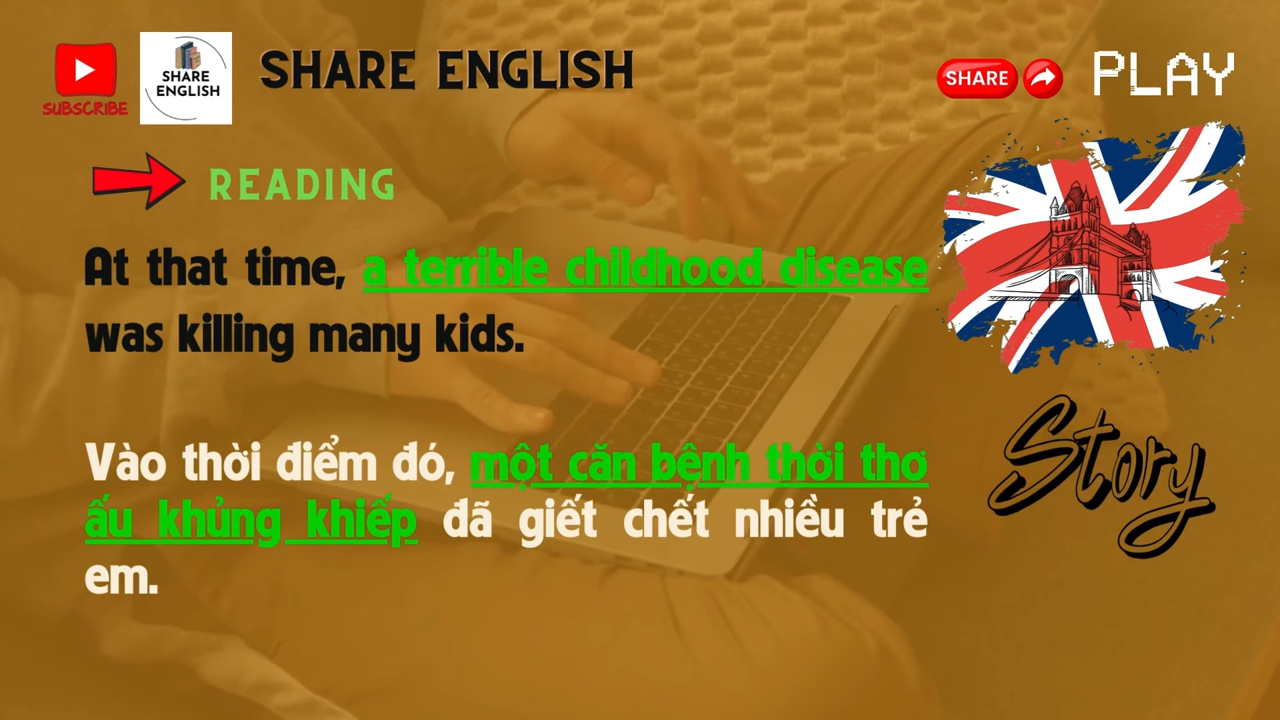 SUBSCRIBE
SHARE
ENGLISH
SHARE ENGLISH
SHARE
PLAY
READING
At that time, a terrible childhood disease
was killing many kids.
Vào thời điểm đó, một căn bệnh thời thơ
ấu khủng khiếp đã giết chết nhiều trẻ
em.
Story